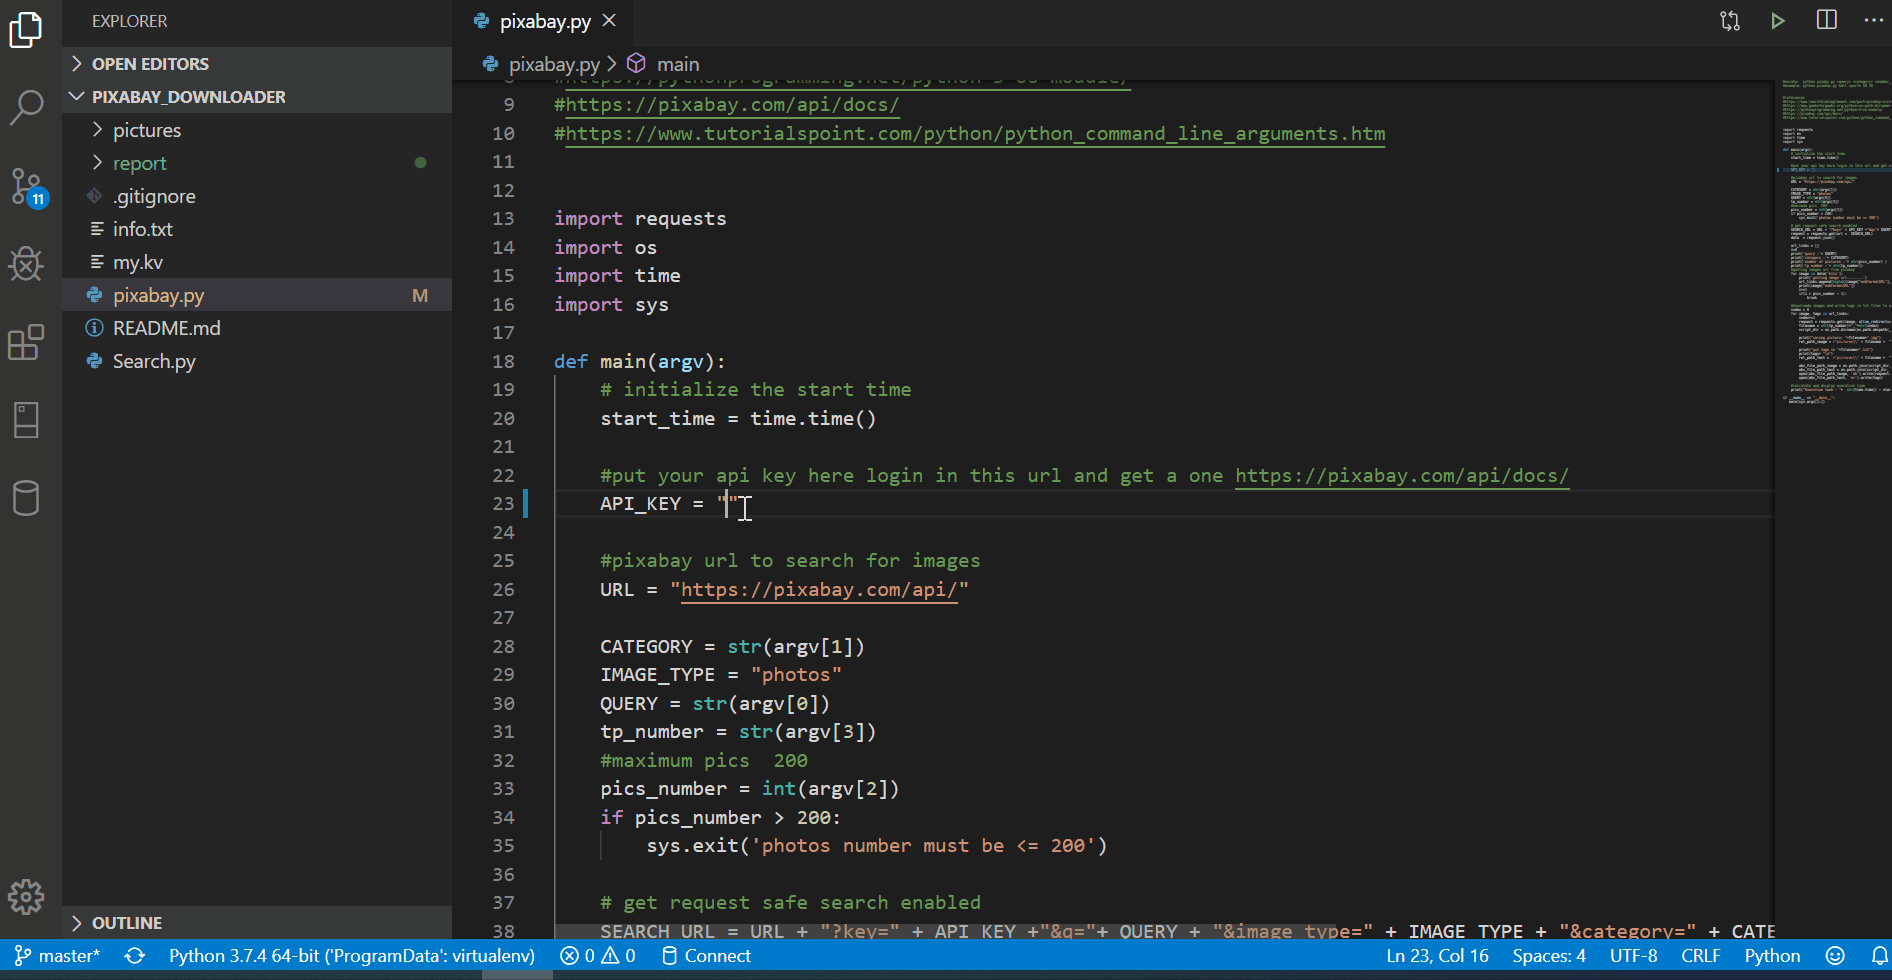 EXPLORER
OPEN EDITORS
PIXABAY_DOWNLOADER
pictures
report
.gitignore
info.txt
my.kv
pixabay.py M
README.md
Search.py
OUTLINE
11
pixabay.py
pixabay.py > main
9 #https://pixabay.com/api/docs/
10 #https://www.tutorialspoint.com/python/python_command_line_arguments.htm
11
12
13 import requests
14 import os
15 import time
16 import sys
17
18 def main(argv):
19 # initialize the start time
20 start_time = time.time()
21
22 #put your api key here login in this url and get a one https://pixabay.com/api/docs/
23 API_KEY = ""
24
25 #pixabay url to search for images
26 URL = "https://pixabay.com/api/"
27
28 CATEGORY = str(argv[1])
29 IMAGE_TYPE = "photos"
30 QUERY = str(argv[0])
31 tp_number = str(argv[3])
32 #maximum pics  200
33 pics_number = int(argv[2])
34 if pics_number > 200:
35 sys.exit('photos number must be <= 200')
36
37 # get request safe search enabled
38 SEARCH_URL = URL + "?key=" + API_KEY +"&q="+ QUERY + "&image_type=" + IMAGE_TYPE + "&category=" + CATE
master* Python 3.7.4 64-bit ('ProgramData': virtualenv) 0 0 Connect Ln 23, Col 16 Spaces: 4 UTF-8 CRLF Python